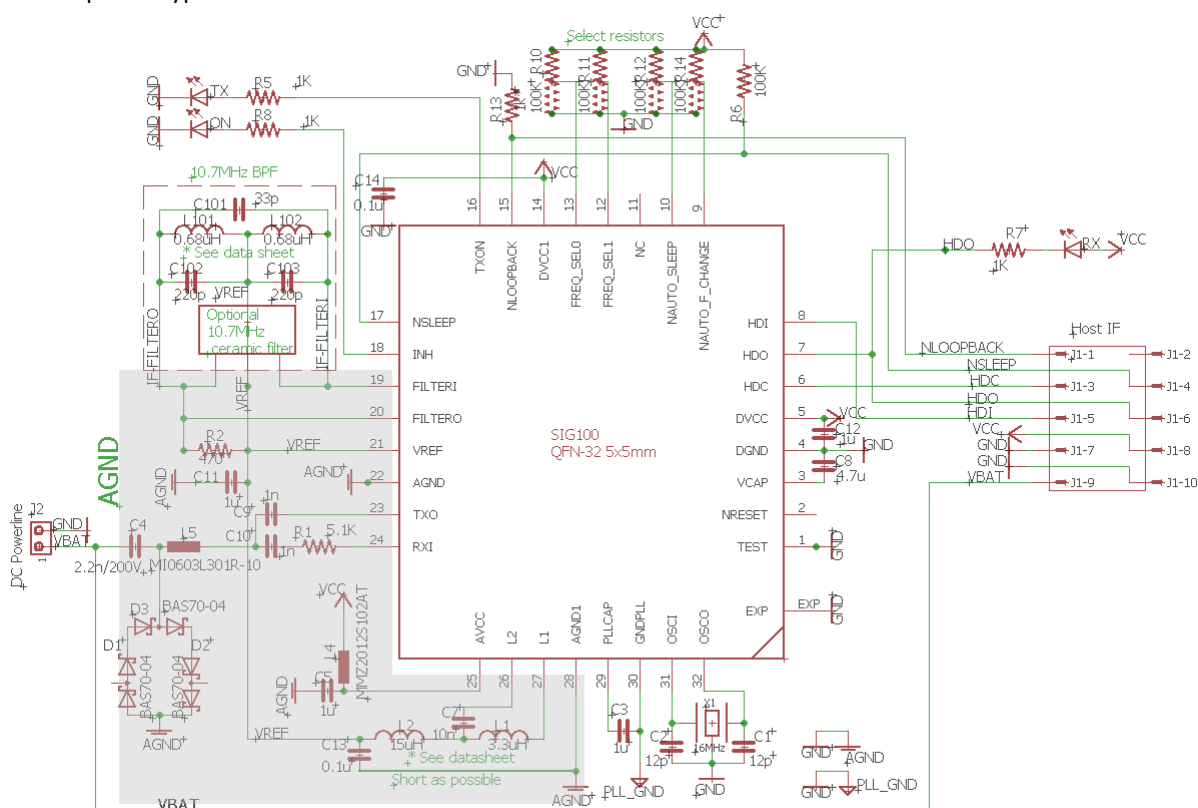 VCC
Select resistors
R10
R11
R12
R14
100K
100K
100K
100K
R6
100K
GND
R13
1K
GND
GND
TX
R5
1K
GND
ON
R8
1K
10.7MHz BPF
C101
33p
L101
L102
0.68uH
0.68uH
* See data sheet
C102
C103
220p
220p
VREF
Optional
10.7MHz
ceramic filter
IF-FILTERO
IF-FILTERI
VREF
C14
0.1u
GND
VCC
16
15
14
13
12
11
10
9
TXON
NLOOPBACK
DVCC1
FREQ_SEL0
FREQ_SEL1
NC
NAUTO_SLEEP
NAUTO_F_CHANGE
17
NSLEEP
18
INH
19
FILTERI
20
FILTERO
21
VREF
22
AGND
23
TXO
24
RXI
SIG100
QFN-32 5x5mm
HDI
8
HDO
7
HDC
6
DVCC
5
DGND
4
VCAP
3
NRESET
2
TEST
1
EXP
EXP
GND
GND
VCC
C12
1u
GND
C8
4.7u
HDO
R7
1K
RX
VCC
Host IF
NLOOPBACK
J1-1
J1-2
NSLEEP
HDC
J1-3
J1-4
HDO
HDI
J1-5
J1-6
VCC
GND
J1-7
J1-8
GND
VBAT
J1-9
J1-10
AGND
R2
470
VREF
AGND
C11
1u
AGND
1n
C9
C10
1n
R1
5.1K
J2
GND
VBAT
1
DC Powerline
C4
2.2n/200V
L5
MI0603L301R-10
D3
BAS70-04
D1
D2
BAS70-04
BAS70-04
AGND
VCC
L4
MMZ2012S102AT
AGND
C5
1u
AVCC
L2
L1
AGND1
PLLCAP
GNDPLL
OSCI
OSCO
25
26
27
28
29
30
31
32
VREF
C13
0.1u
L2
15uH
C7
10n
L1
3.3uH
* See datasheet
Short as possible
AGND
C3
1u
PLL_GND
C2
12p
X1
16MHz
C1
12p
GND
GND
AGND
GND
PLL_GND
VBAT